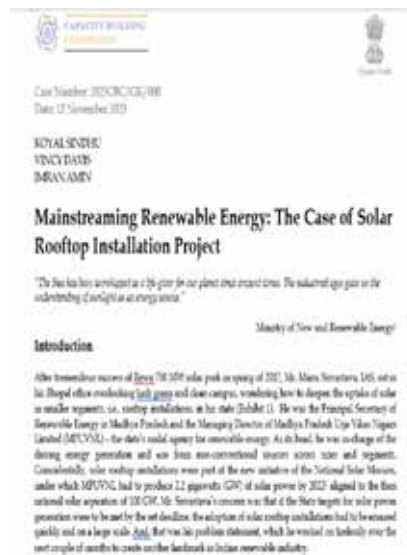 CAPACITY BUILDING
COMMISSION
Case Number:
Date: 15 November 2023
KOYAL SINDHU
VINCY DAVIS
IMRAN AMIN
Mainstreaming Renewable Energy: The Case of Solar
Rooftop Installation Project
"The Sun has been worshiped as a life-giver for our planet since ancient times. The industrial ages gave us the
understanding of sunlight as an energy source."
Ministry of New and Renewable Energy
Introduction
After tremendous success of Rewa 750 MW solar park in spring of 2017, Mr. Manu Srivastava, IAS, sat in
his Bhopal office overlooking lush green and clean campus, wondering how to deepen the uptake of solar
in smaller segments, i.e., rooftop installations, in his state (Exhibit 1). He was the Principal Secretary of
Renewable Energy in Madhya Pradesh and the Managing Director of Madhya Pradesh Urja Vikas Nigam
Limited (MPUVNL) – the state's nodal agency for renewable energy. As its head, he was in-charge of the
driving energy generation and use from non-conventional sources across sizes and segments.
Coincidentally, solar rooftop installations were part of the new initiative of the National Solar Mission,
under which MPUVNL had to produce 2.2 gigawatts (GW) of solar power by 2022- aligned to the then
national solar aspiration of 100 GW. Mr. Srivastava's concern was that if the State targets for solar power
generation were to be met by the set deadline, the adoption of solar rooftop installations had to be ensured
quickly and on a large scale. And, that was his problem statement, which he worked on tirelessly over the
next couple of months to create another landmark in Indian renewable industry.